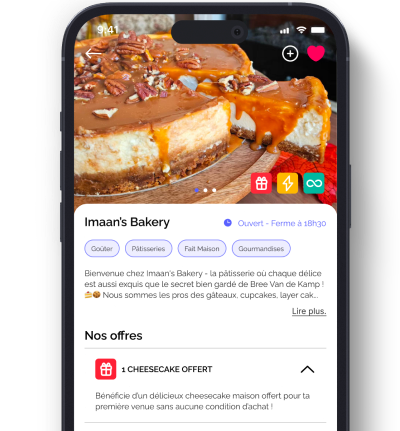 9:41
Imaan's Bakery
Ouvert - Ferme à 18h30
Goûter
Pâtisseries
Fait Maison
Gourmandises
Bienvenue chez Imaan's Bakery - la pâtisserie où chaque délice
est aussi exquis que le secret bien gardé de Bree Van de Kamp !
🍰🍪 Nous sommes les pros des gâteaux, cupcakes, layer cak...
Lire plus.
Nos offres
1 CHEESECAKE OFFERT
Bénéficie d'un délicieux cheesecake maison offert pour ta
première venue sans aucune condition d'achat !